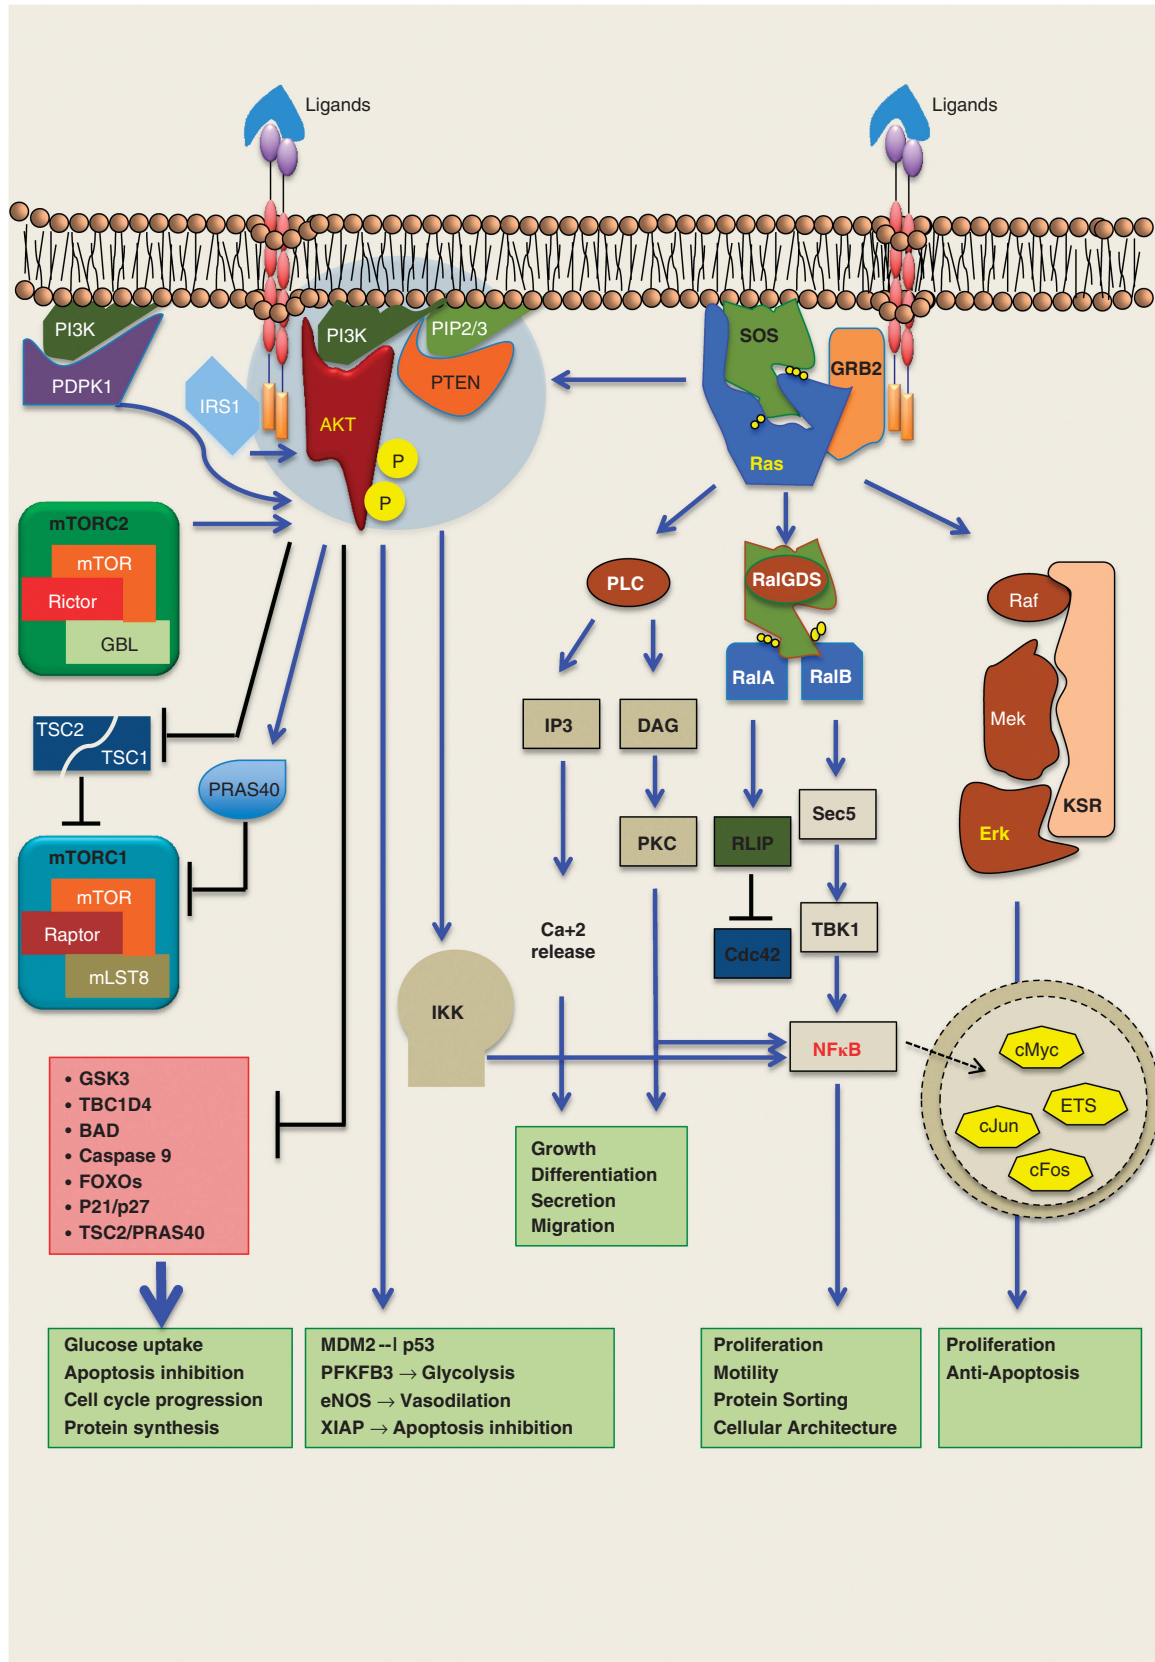 Ligands
Ligands
PI3K
PDPK1
IRS1
PI3K
PIP2/3
PTEN
AKT
P
P
SOS
GRB2
Ras
mTORC2
mTOR
Rictor
GBL
PLC
RalGDS
RalA
RalB
Raf
Mek
Erk
KSR
TSC2
TSC1
PRAS40
IP3
DAG
PKC
RLIP
Sec5
Cdc42
TBK1
mTORC1
mTOR
Raptor
mLST8
Ca+2
release
IKK
NFκB
cMyc
ETS
cJun
cFos
• GSK3
• TBC1D4
• BAD
• Caspase 9
• FOXOs
• P21/p27
• TSC2/PRAS40
Growth
Differentiation
Secretion
Migration
Glucose uptake
Apoptosis inhibition
Cell cycle progression
Protein synthesis
MDM2 --| p53
PFKFB3 → Glycolysis
eNOS → Vasodilation
XIAP → Apoptosis inhibition
Proliferation
Motility
Protein Sorting
Cellular Architecture
Proliferation
Anti-Apoptosis